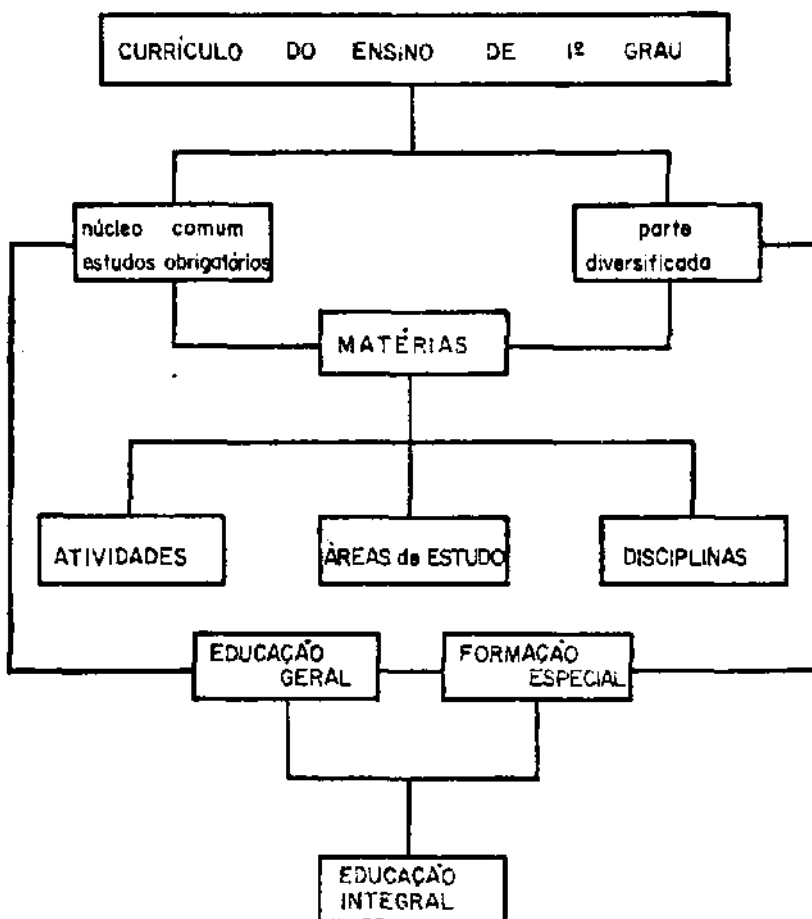 CURRÍCULO DO ENSINO DE 1º GRAU
núcleo comum
estudos obrigatórios
parte
diversificada
MATÉRIAS
ATIVIDADES
ÀREAS de ESTUDO
DISCIPLINAS
EDUCAÇÃO
GERAL
FORMAÇÃO
ESPECIAL
EDUCAÇÃO
INTEGRAL